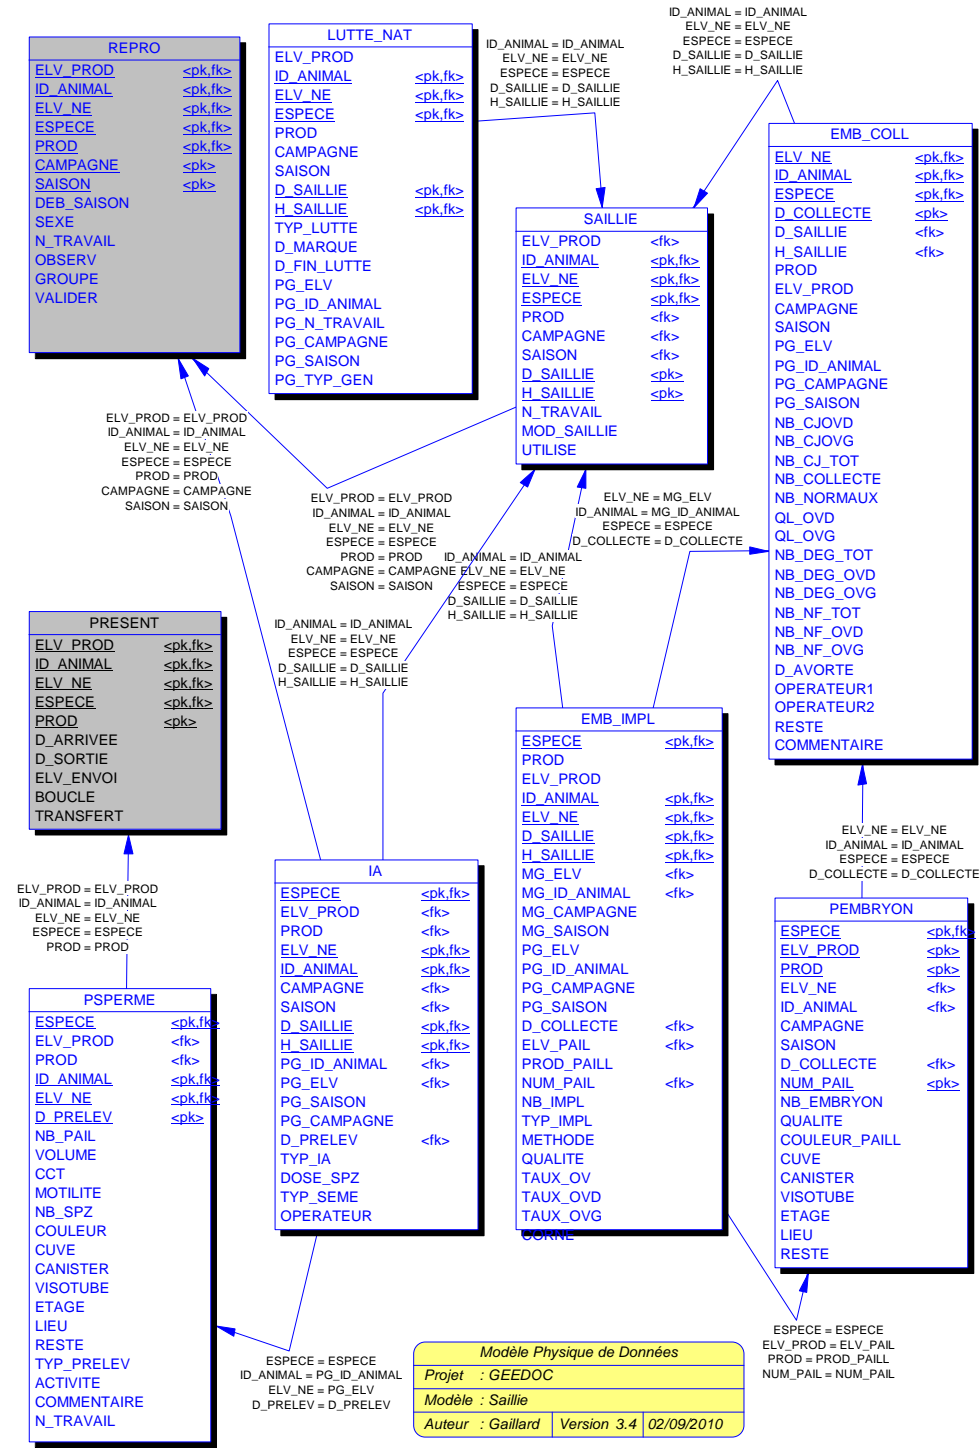 REPRO
ELV_PROD <pk,fk>
ID_ANIMAL <pk,fk>
ELV_NE <pk,fk>
ESPECE <pk,fk>
PROD <pk,fk>
CAMPAGNE <pk>
SAISON <pk>
DEB_SAISON
SEXE
N_TRAVAIL
OBSERV
GROUPE
VALIDER
LUTTE_NAT
ELV_PROD
ID_ANIMAL <pk,fk>
ELV_NE <pk,fk>
ESPECE <pk,fk>
PROD
CAMPAGNE
SAISON
D_SAILLIE <pk,fk>
H_SAILLIE <pk,fk>
TYP_LUTTE
D_MARQUE
D_FIN_LUTTE
PG_ELV
PG_ID_ANIMAL
PG_N_TRAVAIL
PG_CAMPAGNE
PG_SAISON
PG_TYP_GEN
ID_ANIMAL = ID_ANIMAL
ELV_NE = ELV_NE
ESPECE = ESPECE
D_SAILLIE = D_SAILLIE
H_SAILLIE = H_SAILLIE
ID_ANIMAL = ID_ANIMAL
ELV_NE = ELV_NE
ESPECE = ESPECE
D_SAILLIE = D_SAILLIE
H_SAILLIE = H_SAILLIE
SAILLIE
ELV_PROD <fk>
ID_ANIMAL <pk,fk>
ELV_NE <pk,fk>
ESPECE <pk,fk>
PROD <fk>
CAMPAGNE <fk>
SAISON <fk>
D_SAILLIE <pk>
H_SAILLIE <pk>
N_TRAVAIL
MOD_SAILLIE
UTILISE
EMB_COLL
ELV_NE <pk,fk>
ID_ANIMAL <pk,fk>
ESPECE <pk,fk>
D_COLLECTE <pk>
D_SAILLIE <fk>
H_SAILLIE <fk>
PROD
ELV_PROD
CAMPAGNE
SAISON
PG_ELV
PG_ID_ANIMAL
PG_CAMPAGNE
PG_SAISON
NB_CJOVD
NB_CJOVG
NB_CJ_TOT
NB_COLLECTE
NB_NORMAUX
QL_OVD
QL_OVG
NB_DEG_TOT
NB_DEG_OVD
NB_DEG_OVG
NB_NF_TOT
NB_NF_OVD
NB_NF_OVG
D_AVORTE
OPERATEUR1
OPERATEUR2
RESTE
COMMENTAIRE
ELV_PROD = ELV_PROD
ID_ANIMAL = ID_ANIMAL
ELV_NE = ELV_NE
ESPECE = ESPECE
PROD = PROD
CAMPAGNE = CAMPAGNE
SAISON = SAISON
ELV_PROD = ELV_PROD
ID_ANIMAL = ID_ANIMAL
ELV_NE = ELV_NE
ESPECE = ESPECE
PROD = PROD
CAMPAGNE = CAMPAGNE
SAISON = SAISON
ELV_NE = MG_ELV
ID_ANIMAL = MG_ID_ANIMAL
ESPECE = ESPECE
D_COLLECTE = D_COLLECTE
ID_ANIMAL = ID_ANIMAL
ELV_NE = ELV_NE
ESPECE = ESPECE
D_SAILLIE = D_SAILLIE
H_SAILLIE = H_SAILLIE
ID_ANIMAL = ID_ANIMAL
ELV_NE = ELV_NE
ESPECE = ESPECE
D_SAILLIE = D_SAILLIE
H_SAILLIE = H_SAILLIE
PRESENT
ELV_PROD <pk,fk>
ID_ANIMAL <pk,fk>
ELV_NE <pk,fk>
ESPECE <pk,fk>
PROD <pk>
D_ARRIVEE
D_SORTIE
ELV_ENVOI
BOUCLE
TRANSFERT
ELV_PROD = ELV_PROD
ID_ANIMAL = ID_ANIMAL
ELV_NE = ELV_NE
ESPECE = ESPECE
PROD = PROD
PSPERME
ESPECE <pk,fk>
ELV_PROD <fk>
PROD <fk>
ID_ANIMAL <pk,fk>
ELV_NE <pk,fk>
D_PRELEV <pk>
NB_PAIL
VOLUME
CCT
MOTILITE
NB_SPZ
COULEUR
CUVE
CANISTER
VISOTUBE
ETAGE
LIEU
RESTE
TYP_PRELEV
ACTIVITE
COMMENTAIRE
N_TRAVAIL
IA
ESPECE <pk,fk>
ELV_PROD <fk>
PROD <fk>
ELV_NE <pk,fk>
ID_ANIMAL <pk,fk>
CAMPAGNE <fk>
SAISON <fk>
D_SAILLIE <pk,fk>
H_SAILLIE <pk,fk>
PG_ID_ANIMAL <fk>
PG_ELV <fk>
PG_SAISON
PG_CAMPAGNE
D_PRELEV <fk>
TYP_IA
DOSE_SPZ
TYP_SEME
OPERATEUR
EMB_IMPL
ESPECE <pk,fk>
PROD
ELV_PROD
ID_ANIMAL <pk,fk>
ELV_NE <pk,fk>
D_SAILLIE <pk,fk>
H_SAILLIE <pk,fk>
MG_ELV <fk>
MG_ID_ANIMAL <fk>
MG_CAMPAGNE
MG_SAISON
PG_ELV
PG_ID_ANIMAL
PG_CAMPAGNE
PG_SAISON
D_COLLECTE <fk>
ELV_PAIL <fk>
PROD_PAILL
NUM_PAIL <fk>
NB_IMPL
TYP_IMPL
METHODE
QUALITE
TAUX_OV
TAUX_OVD
TAUX_OVG
CORNE
ELV_NE = ELV_NE
ID_ANIMAL = ID_ANIMAL
ESPECE = ESPECE
D_COLLECTE = D_COLLECTE
PEMBRYON
ESPECE <pk,fk>
ELV_PROD <pk>
PROD <pk>
ELV_NE <fk>
ID_ANIMAL <fk>
CAMPAGNE
SAISON
D_COLLECTE <fk>
NUM_PAIL <pk>
NB_EMBRYON
QUALITE
COULEUR_PAILL
CUVE
CANISTER
VISOTUBE
ETAGE
LIEU
RESTE
ESPECE = ESPECE
ID_ANIMAL = PG_ID_ANIMAL
ELV_NE = PG_ELV
D_PRELEV = D_PRELEV
ESPECE = ESPECE
ELV_PROD = ELV_PAIL
PROD = PROD_PAILL
NUM_PAIL = NUM_PAIL
Modèle Physique de Données
Projet : GEEDOC
Modèle : Saillie
Auteur : Gaillard Version 3.4 02/09/2010